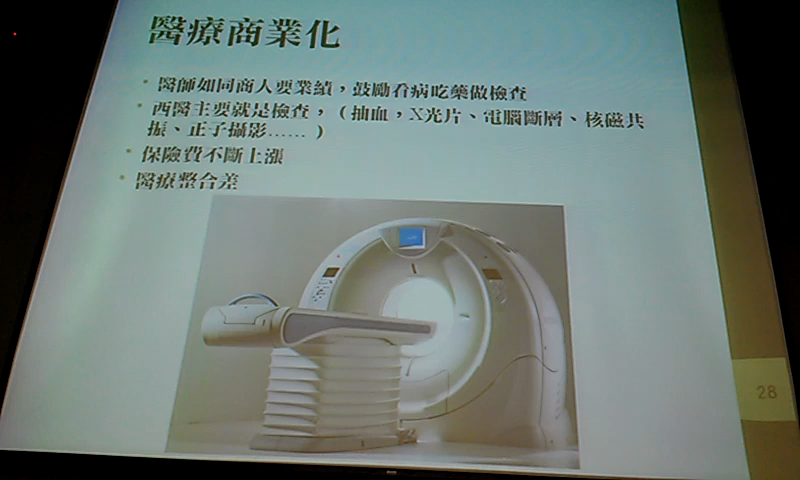 醫療商業化
• 醫師如同商人要業績，鼓勵看病吃藥做檢查
• 西醫主要就是檢查，（抽血，X光片、電腦斷層、核磁共
振、正子攝影……）
• 保險費不斷上漲
• 醫療整合差
28